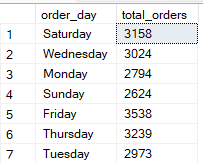 order_day total_orders
1 Saturday 3158
2 Wednesday 3024
3 Monday 2794
4 Sunday 2624
5 Friday 3538
6 Thursday 3239
7 Tuesday 2973